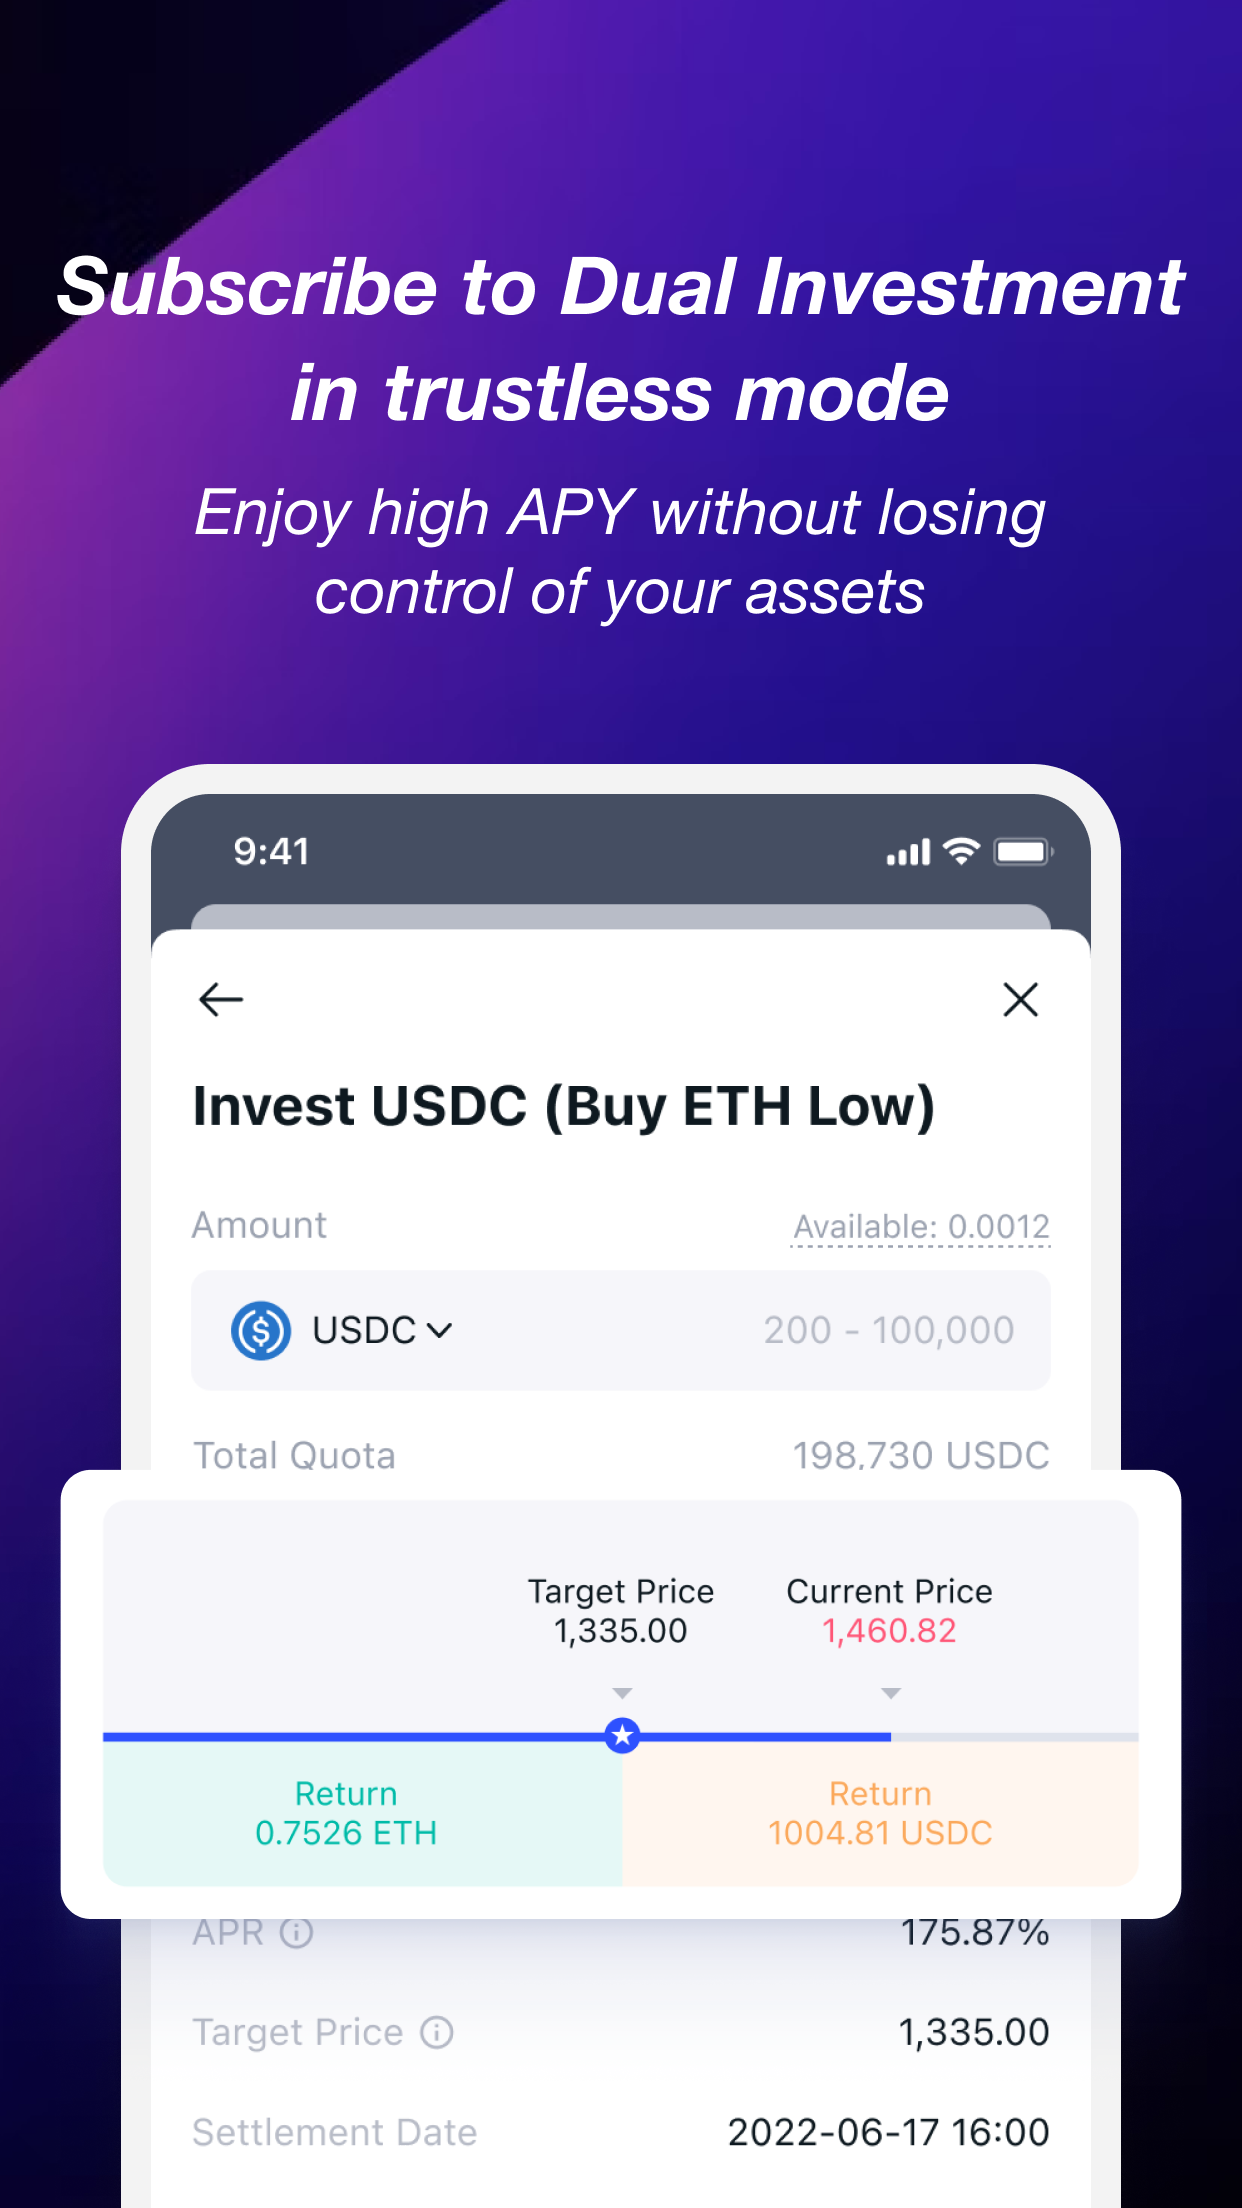 Subscribe to Dual Investment
in trustless mode
Enjoy high APY without losing
control of your assets
9:41
Invest USDC (Buy ETH Low)
Amount
Available: 0.0012
USDC
200 - 100,000
Total Quota
198,730 USDC
Target Price
1,335.00
Current Price
1,460.82
Return
0.7526 ETH
Return
1004.81 USDC
APR
175.87%
Target Price
1,335.00
Settlement Date
2022-06-17 16:00